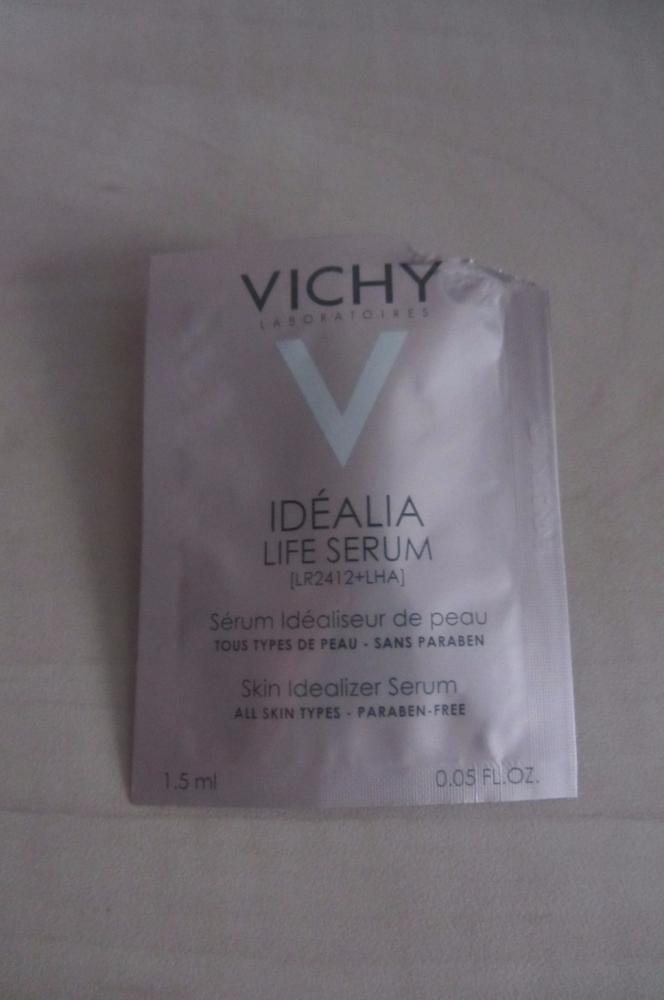 VICHY
LABORATOIRES
V
IDÉALIA
LIFE SERUM
[LR2412+LHA]
Sérum Idéaliseur de peau
TOUS TYPES DE PEAU - SANS PARABEN
Skin Idealizer Serum
ALL SKIN TYPES - PARABEN-FREE
1.5 ml 0.05 FL.OZ.